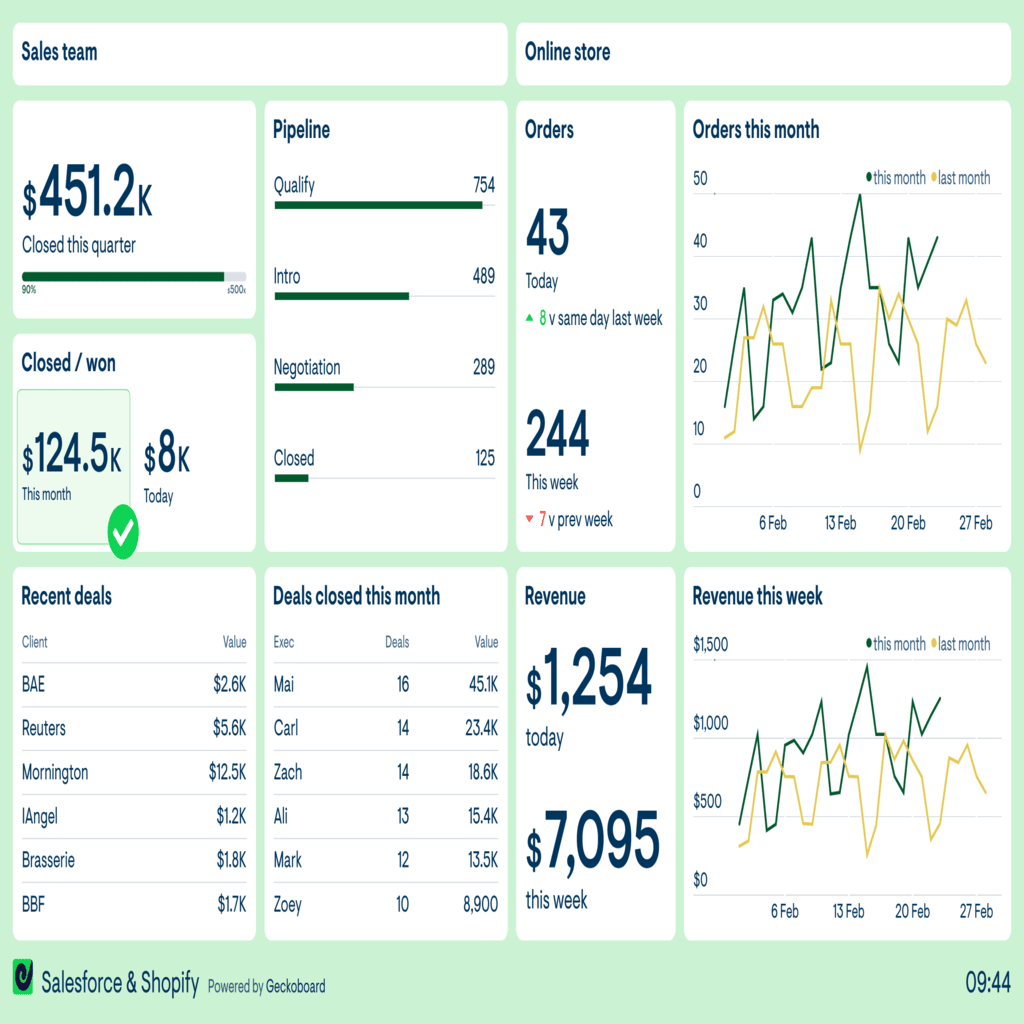 Sales team
Online store
$451.2K
Closed this quarter
90% $500K
Closed / won
$124.5K
This month
$8K
Today
Pipeline
Qualify 754
Intro 489
Negotiation 289
Closed 125
Orders
43
Today
8 v same day last week
244
This week
7 v prev week
Orders this month
this month last month
50
40
30
20
10
0
6 Feb 13 Feb 20 Feb 27 Feb
Recent deals
Client Value
BAE $2.6K
Reuters $5.6K
Mornington $12.5K
IAngel $1.2K
Brasserie $1.8K
BBF $1.7K
Deals closed this month
Exec Deals Value
Mai 16 45.1K
Carl 14 23.4K
Zach 14 18.6K
Ali 13 15.4K
Mark 12 13.5K
Zoey 10 8,900
Revenue
$1,254
today
$7,095
this week
Revenue this week
this month last month
$1,500
$1,000
$500
$0
6 Feb 13 Feb 20 Feb 27 Feb
Salesforce & Shopify Powered by Geckoboard
09:44